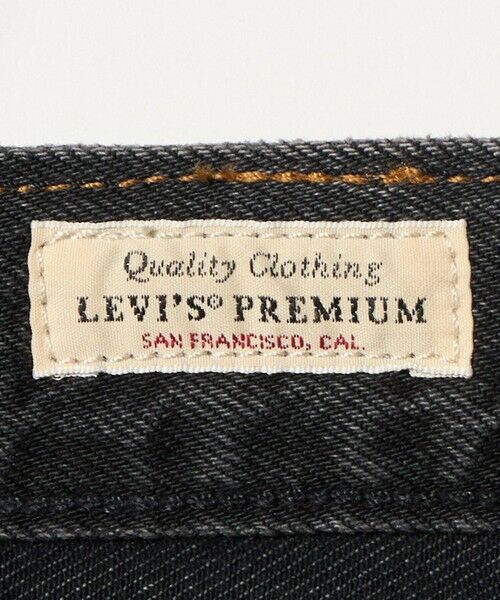 Quality Clothing
LEVI'S® PREMIUM
SAN FRANCISCO, CAL.